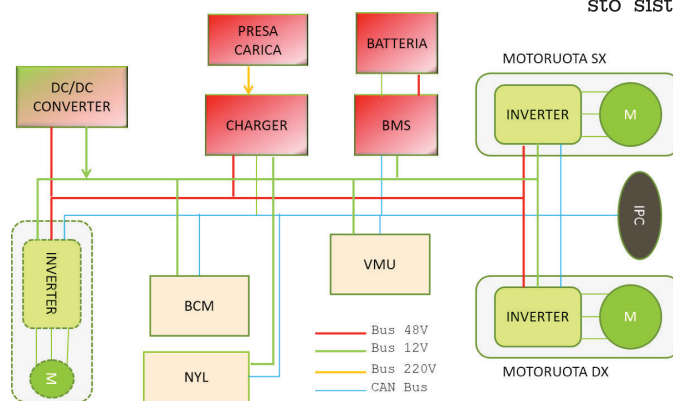 sto sist
PRESA
CARICA
BATTERIA
MOTORUOTA SX
DC/DC
CONVERTER
CHARGER
BMS
INVERTER
M
IPC
INVERTER
M
BCM
VMU
NYL
INVERTER
M
MOTORUOTA DX
Bus 48V
Bus 12V
Bus 220V
CAN Bus